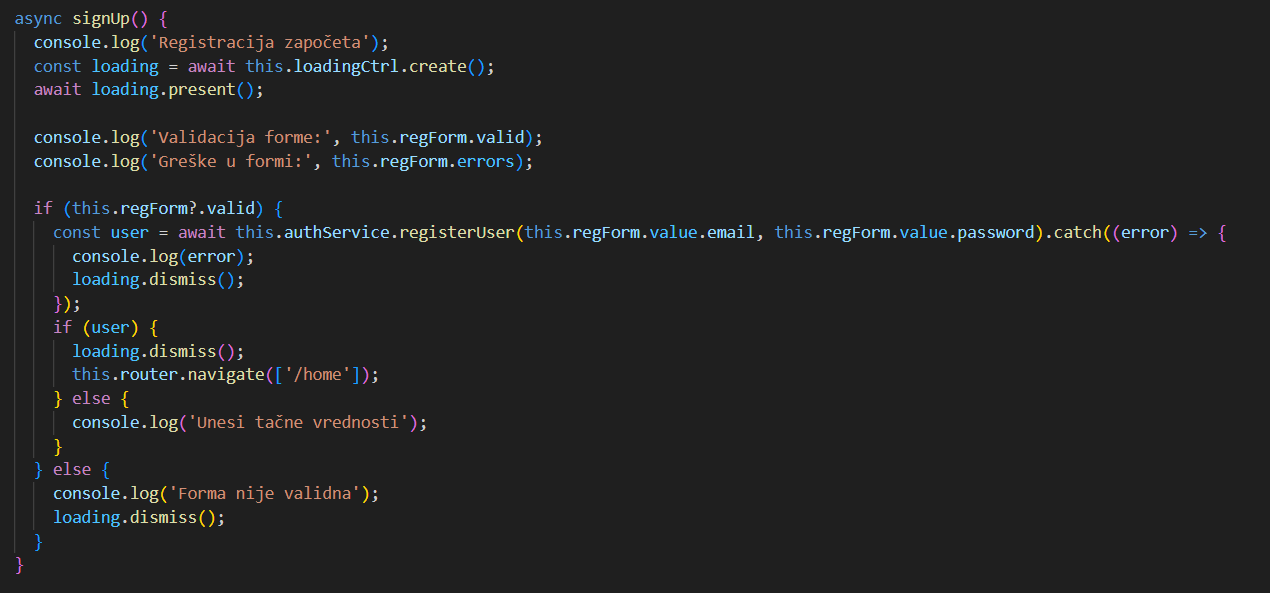 async signUp() {
console.log('Registracija započeta');
const loading = await this.loadingCtrl.create();
await loading.present();
console.log('Validacija forme:', this.regForm.valid);
console.log('Greške u formi:', this.regForm.errors);
if (this.regForm?.valid) {
const user = await this.authService.registerUser(this.regForm.value.email, this.regForm.value.password).catch((error) => {
console.log(error);
loading.dismiss();
});
if (user) {
loading.dismiss();
this.router.navigate(['/home']);
} else {
console.log('Unesi tačne vrednosti');
}
} else {
console.log('Forma nije validna');
loading.dismiss();
}
}